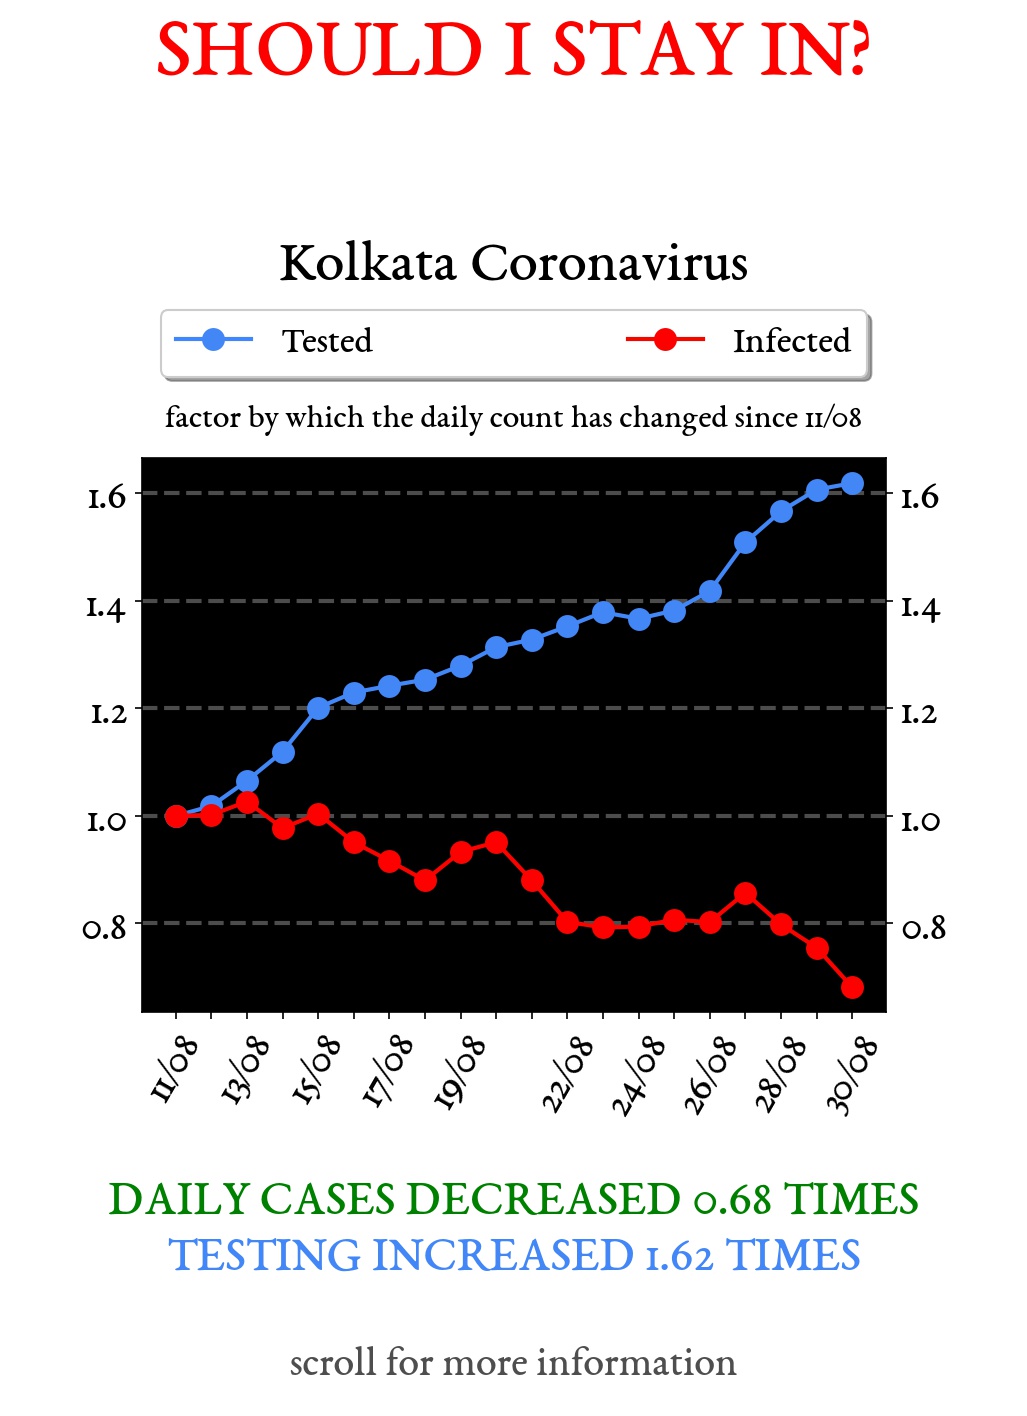 SHOULD I STAY IN?
Kolkata Coronavirus
Tested Infected
factor by which the daily count has changed since 11/08
1.6 1.6
1.4 1.4
1.2 1.2
1.0 1.0
0.8 0.8
11/08 13/08 15/08 17/08 19/08 22/08 24/08 26/08 28/08 30/08
DAILY CASES DECREASED 0.68 TIMES
TESTING INCREASED 1.62 TIMES
scroll for more information